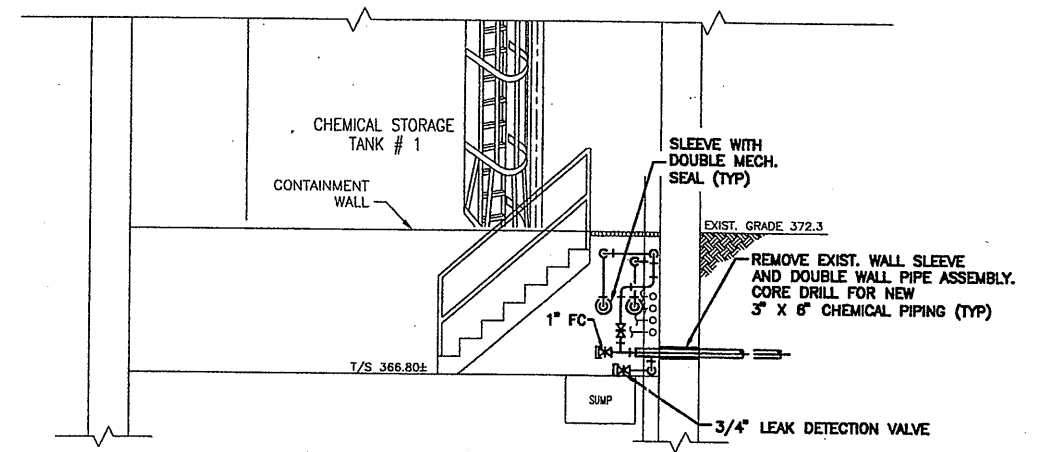 CHEMICAL STORAGE
TANK # 1
CONTAINMENT
WALL
SLEEVE WITH
DOUBLE MECH.
SEAL (TYP)
EXIST. GRADE 372.3
REMOVE EXIST. WALL SLEEVE
AND DOUBLE WALL PIPE ASSEMBLY.
CORE DRILL FOR NEW
3" X 6" CHEMICAL PIPING (TYP)
1" FC
T/S 366.80±
SUMP
3/4" LEAK DETECTION VALVE